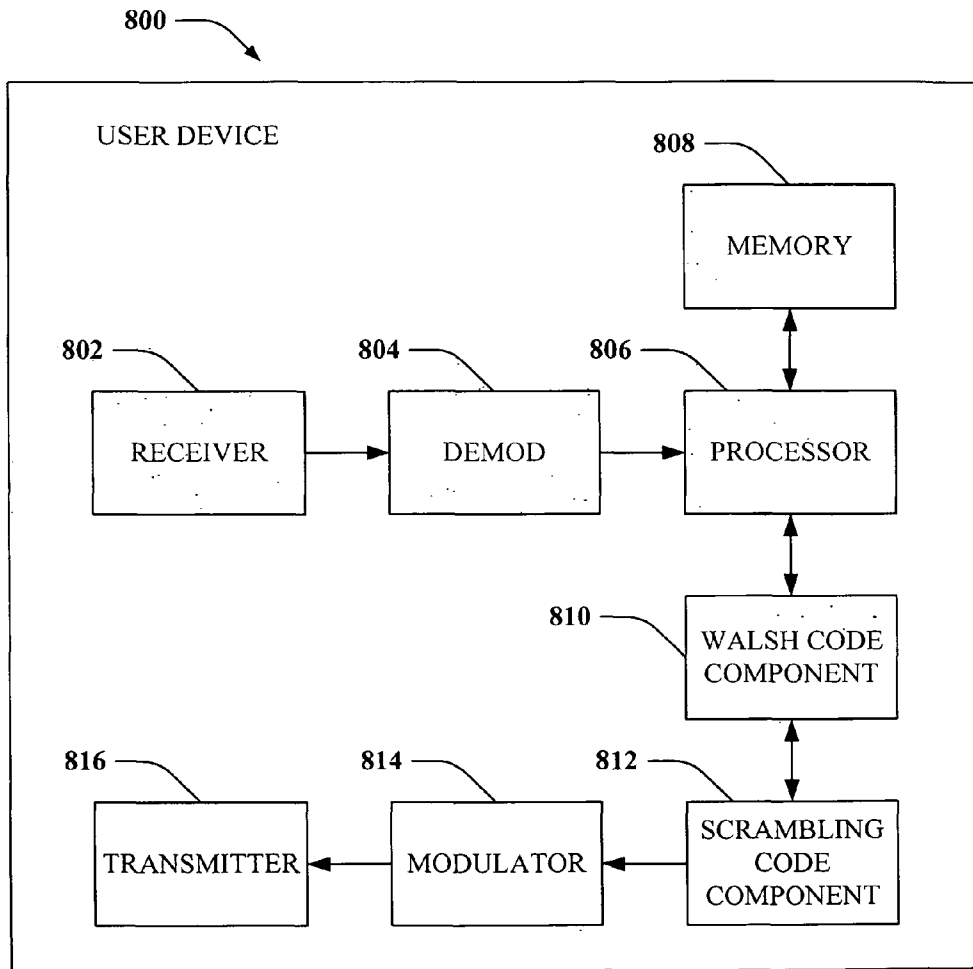 800
USER DEVICE
808
MEMORY
802
804
806
RECEIVER
DEMOD
PROCESSOR
810
WALSH CODE
COMPONENT
816
814
812
TRANSMITTER
MODULATOR
SCRAMBLING
CODE
COMPONENT